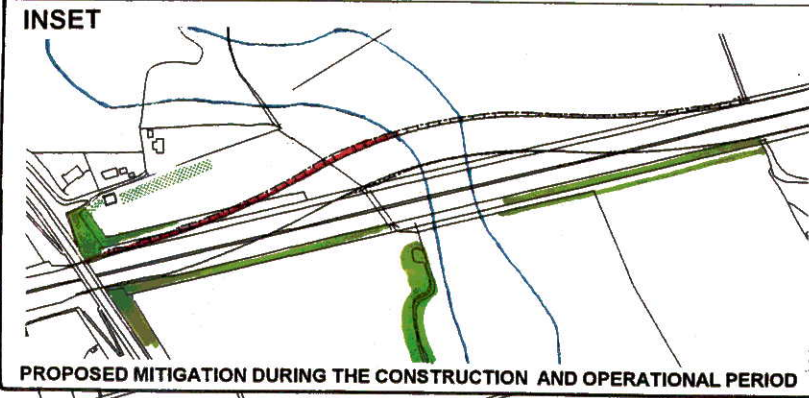 INSET
PROPOSED MITIGATION DURING THE CONSTRUCTION AND OPERATIONAL PERIOD